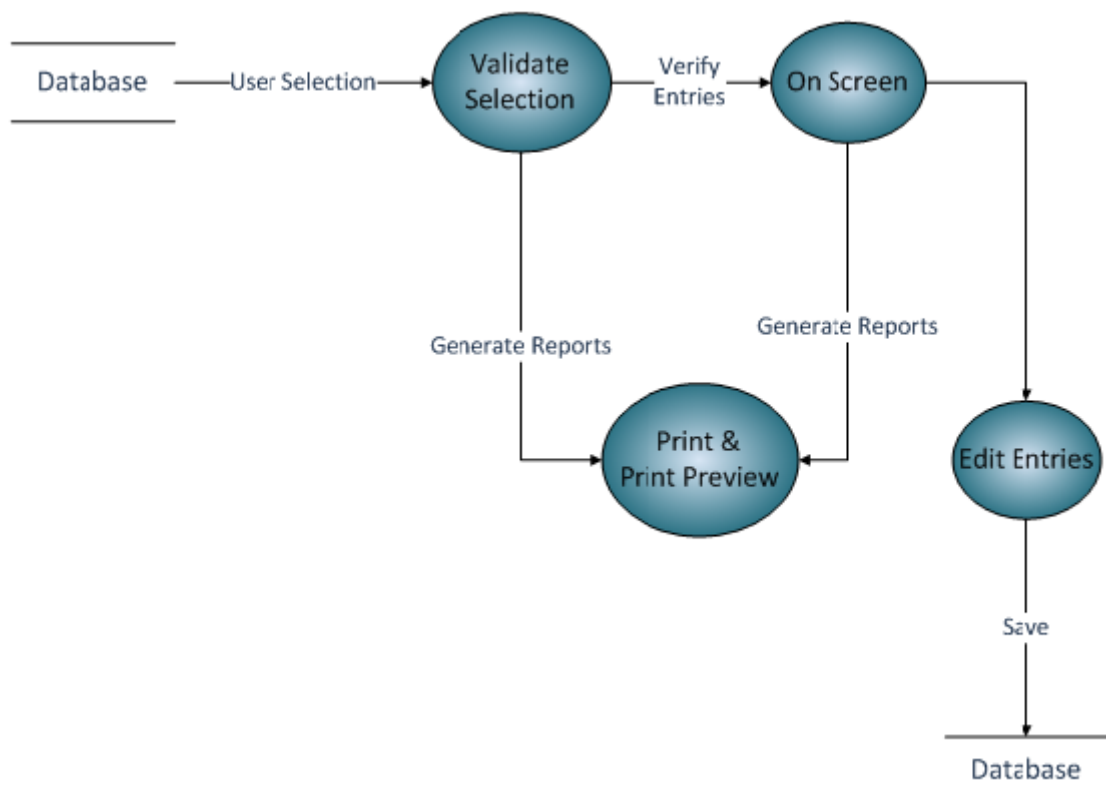 Database
User Selection
Validate
Selection
Verify
Entries
On Screen
Generate Reports
Generate Reports
Print &
Print Preview
Edit Entries
Save
Database